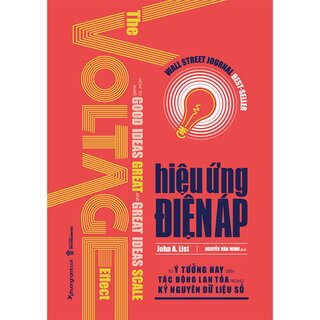 The
VOLTAGE
Effect
HOW TO MAKE GOOD IDEAS GREAT AND GREAT IDEAS SCALE
WALL STREET JOURNAL BEST-SELLER
hiệu ứng
ĐIỆN ÁP
John A. List | NGUYỄN VĂN MINH
TỪ Ý TƯỞNG HAY ĐẾN
TÁC ĐỘNG LAN TỎA TRONG
KỶ NGUYÊN DỮ LIỆU SỐ
phuongnambook